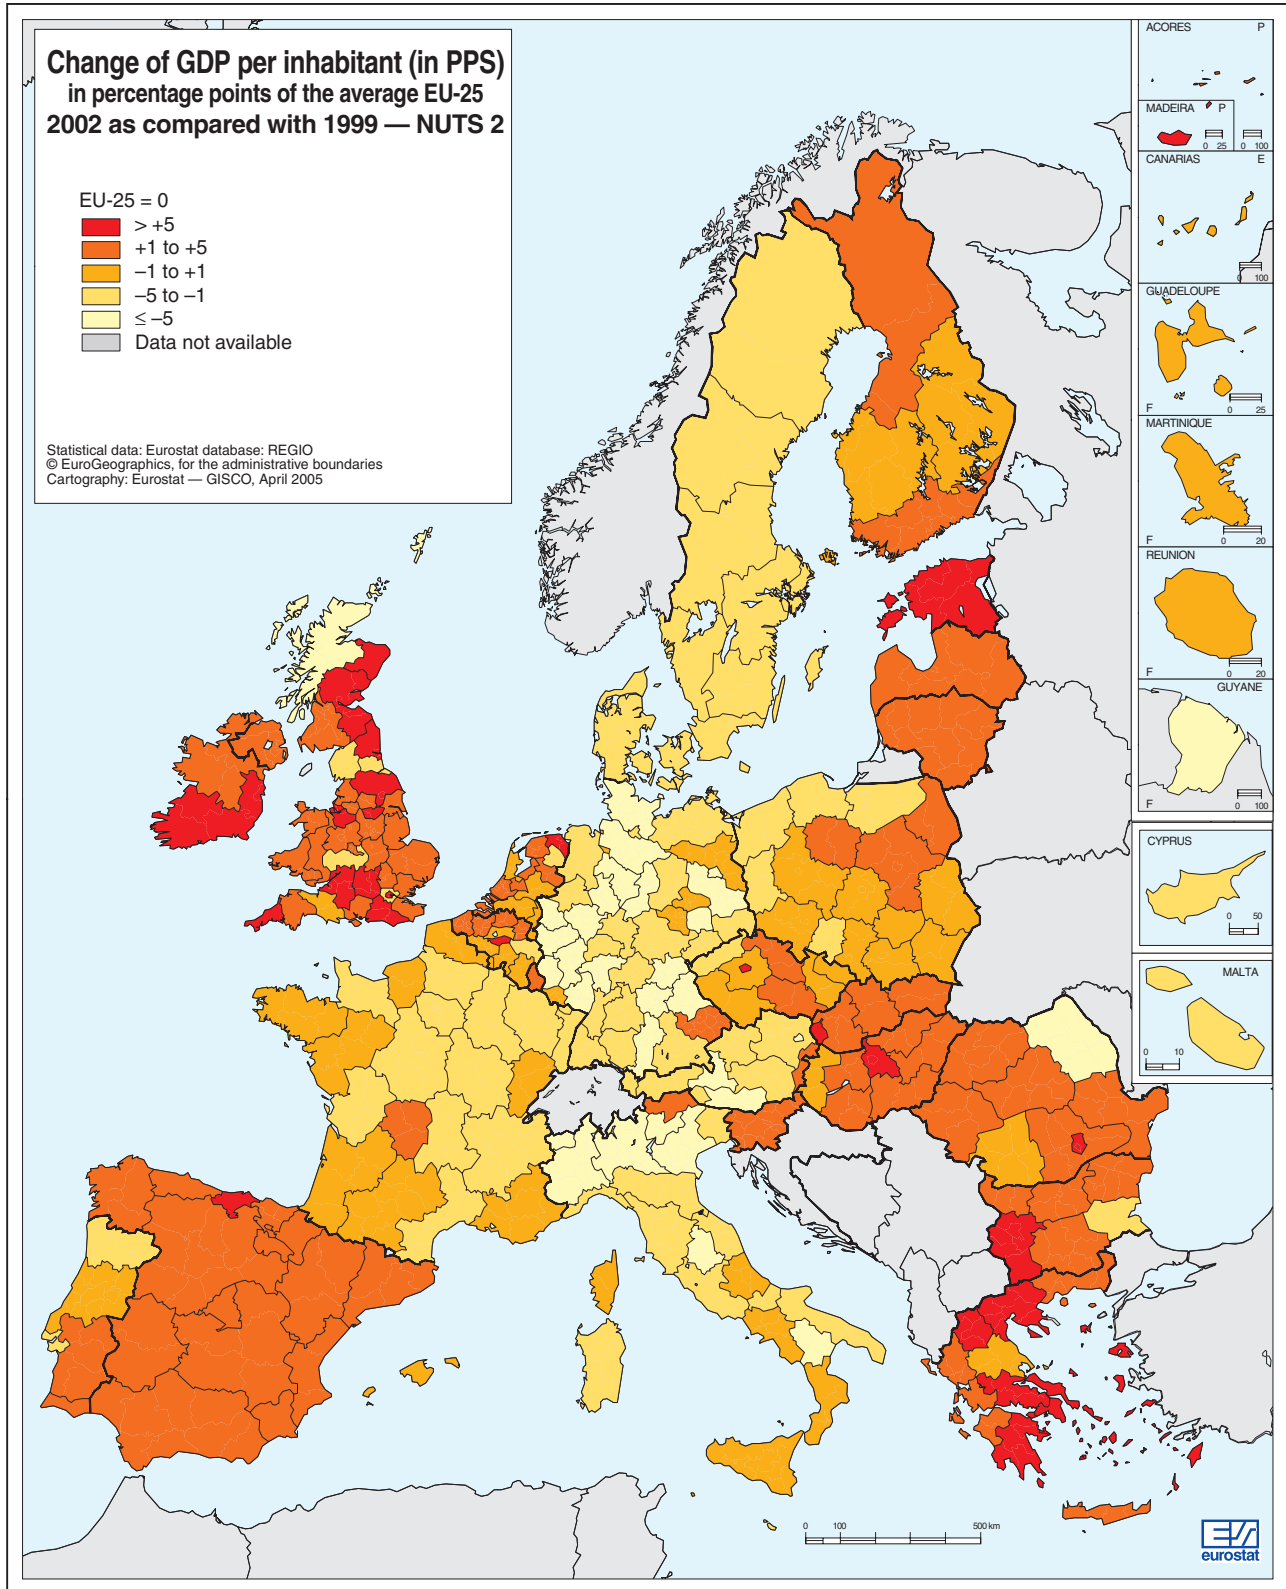 Change of GDP per inhabitant (in PPS)
in percentage points of the average EU-25
2002 as compared with 1999 — NUTS 2
EU-25 = 0
> +5
+1 to +5
–1 to +1
–5 to –1
≤ –5
Data not available
Statistical data: Eurostat database: REGIO
© EuroGeographics, for the administrative boundaries
Cartography: Eurostat — GISCO, April 2005
ACORES P
MADEIRA P
0 25 0 100
CANARIAS E
0 100
GUADELOUPE
F 0 25
MARTINIQUE
F 0 20
REUNION
F 0 20
GUYANE
F 0 100
CYPRUS
0 50
MALTA
0 10
0 100 500 km
eurostat